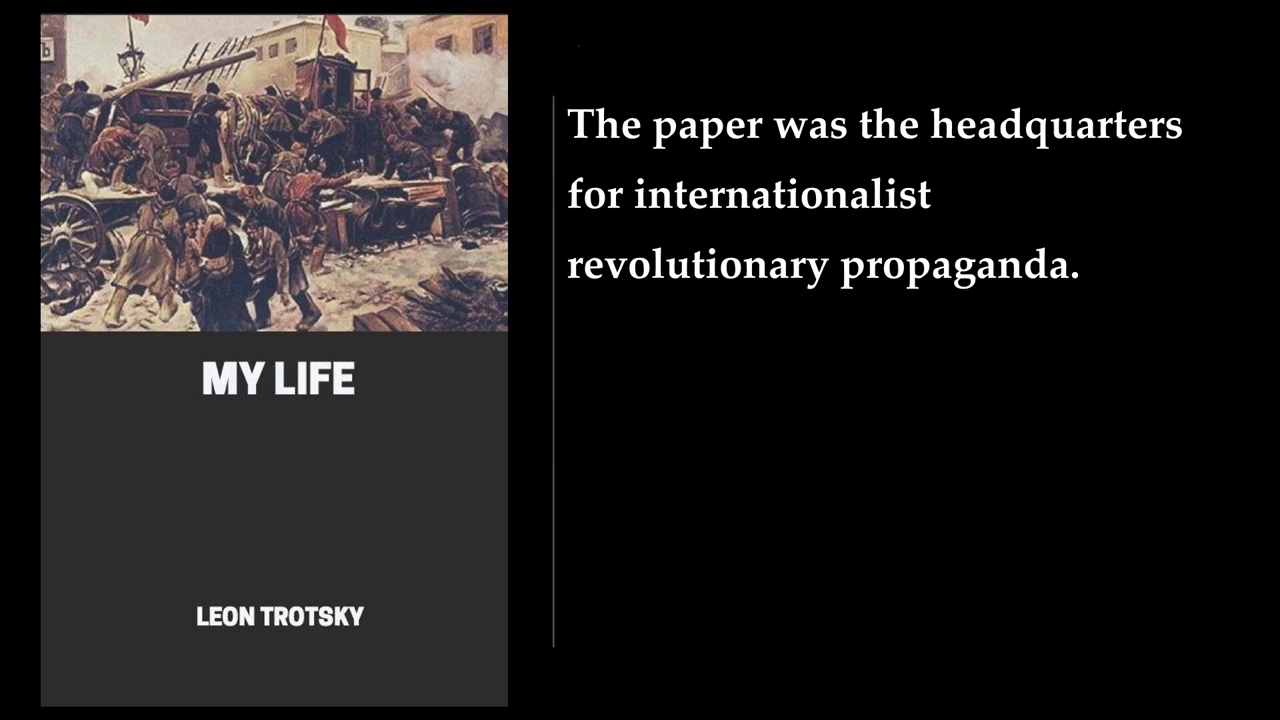 MY LIFE
LEON TROTSKY
The paper was the headquarters
for internationalist
revolutionary propaganda.